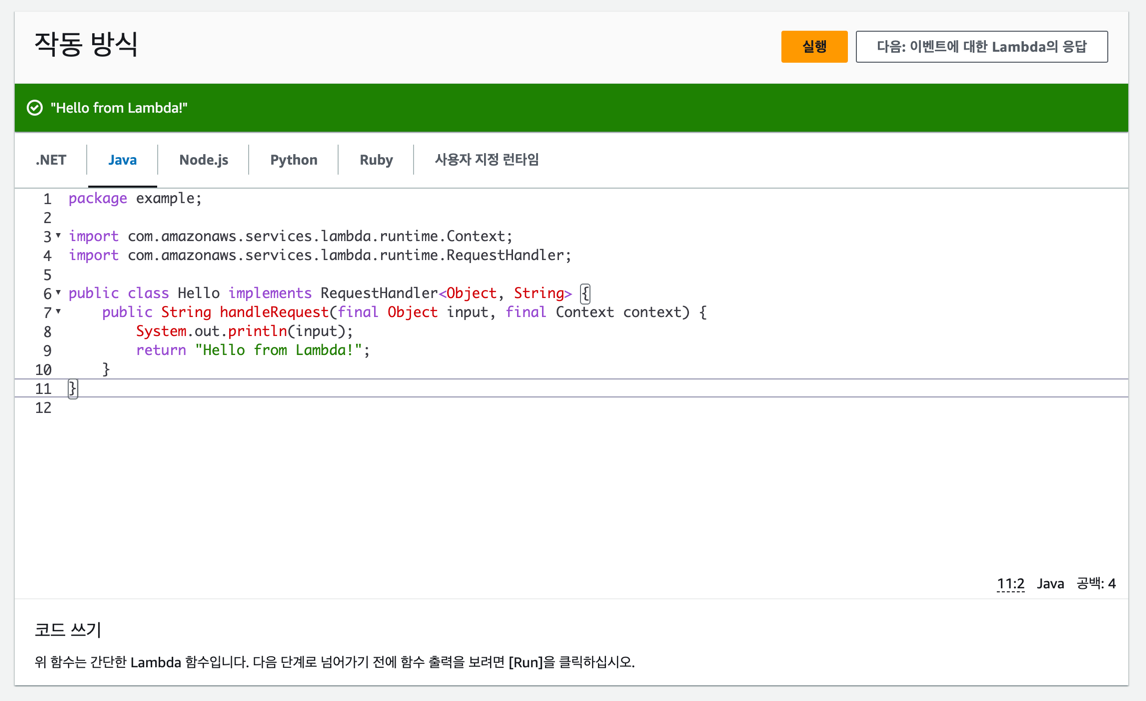 작동 방식
실행
다음: 이벤트에 대한 Lambda의 응답
"Hello from Lambda!"
.NET
Java
Node.js
Python
Ruby
사용자 지정 런타임
1 package example;
2
3 import com.amazonaws.services.lambda.runtime.Context;
4 import com.amazonaws.services.lambda.runtime.RequestHandler;
5
6 public class Hello implements RequestHandler<Object, String> {
7     public String handleRequest(final Object input, final Context context) {
8         System.out.println(input);
9         return "Hello from Lambda!";
10     }
11 }
12
11:2 Java 공백: 4
코드 쓰기
위 함수는 간단한 Lambda 함수입니다. 다음 단계로 넘어가기 전에 함수 출력을 보려면 [Run]을 클릭하십시오.